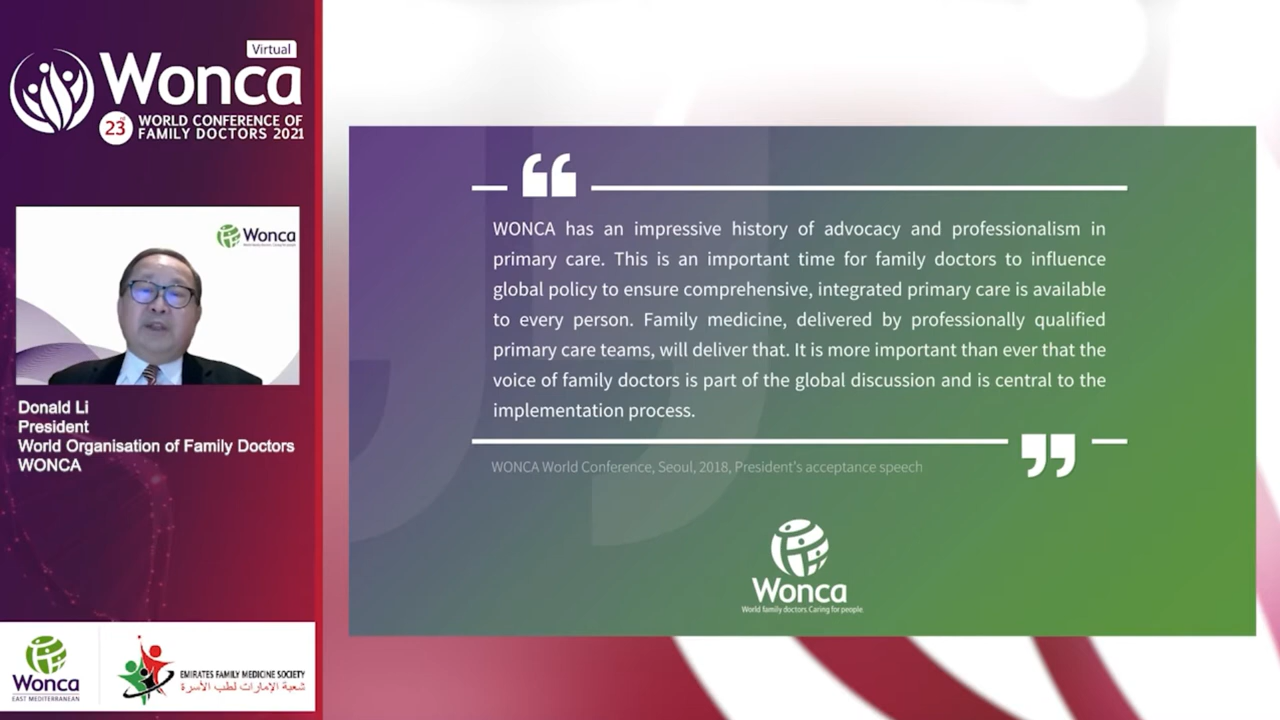 Virtual
Wonca
23rd
WORLD CONFERENCE OF
FAMILY DOCTORS 2021
Wonca
Donald Li
President
World Organisation of Family Doctors
WONCA
Wonca
EAST MEDITERRANEAN
EMIRATES FAMILY MEDICINE SOCIETY
شعبة الإمارات لطب الأسرة
“
WONCA has an impressive history of advocacy and professionalism in
primary care. This is an important time for family doctors to influence
global policy to ensure comprehensive, integrated primary care is available
to every person. Family medicine, delivered by professionally qualified
primary care teams, will deliver that. It is more important than ever that the
voice of family doctors is part of the global discussion and is central to the
implementation process.
”
WONCA World Conference, Seoul, 2018, President's acceptance speech
Wonca
World family doctors. Caring for people.